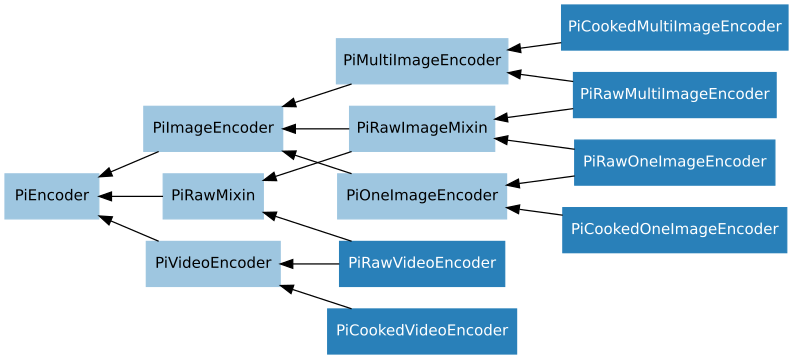 PiCookedMultiImageEncoder
PiMultiImageEncoder
PiRawMultiImageEncoder
PiImageEncoder
PiRawImageMixin
PiRawOneImageEncoder
PiEncoder
PiRawMixin
PiOneImageEncoder
PiCookedOneImageEncoder
PiVideoEncoder
PiRawVideoEncoder
PiCookedVideoEncoder